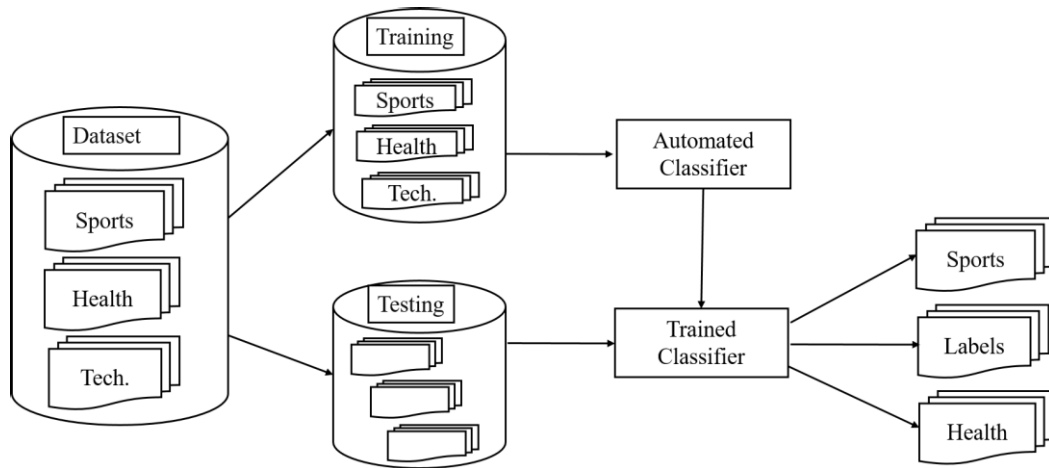 Dataset
Sports
Health
Tech.
Training
Sports
Health
Tech.
Testing
Automated
Classifier
Trained
Classifier
Sports
Labels
Health